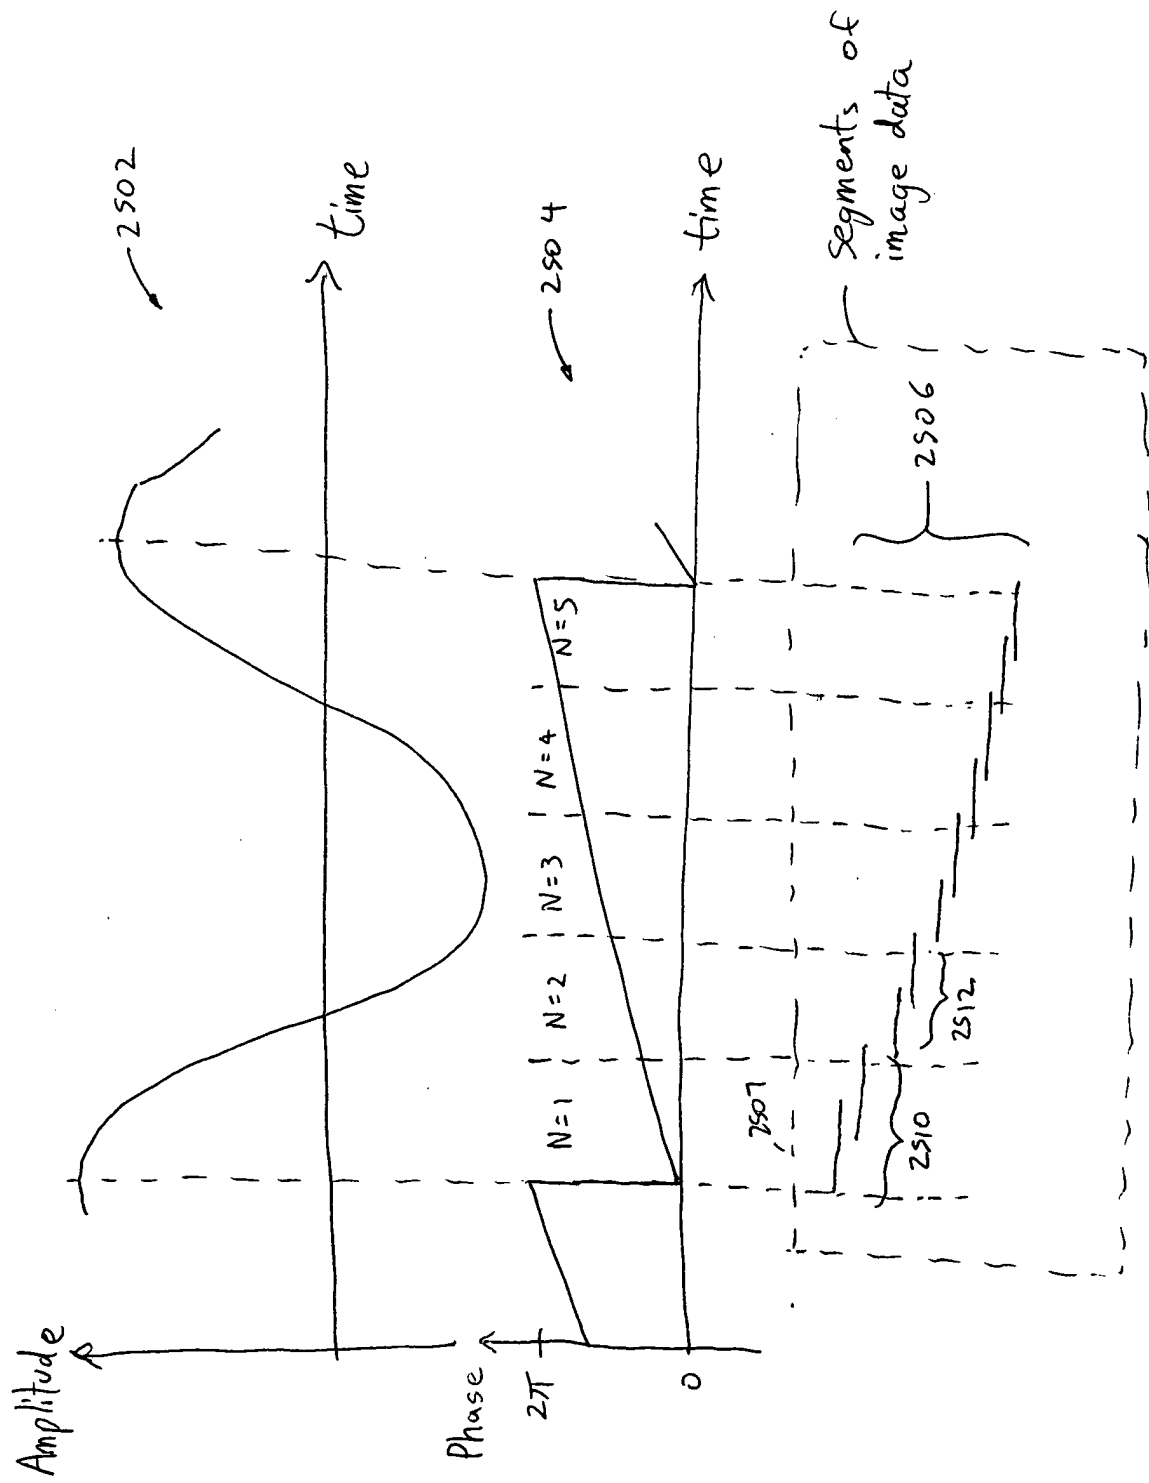 Amplitude
2502
time
Phase
2π
0
N=1
N=2
N=3
N=4
N=5
2504
time
Segments of
image data
2507
2510
2512
2506